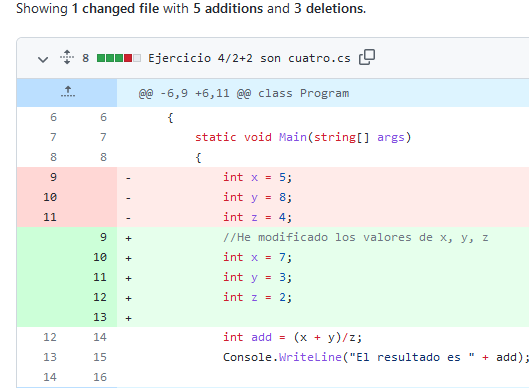 Showing 1 changed file with 5 additions and 3 deletions.
8 Ejercicio 4/2+2 son cuatro.cs
@@ -6,9 +6,11 @@ class Program
6 6 {
7 7 static void Main(string[] args)
8 8 {
9 - int x = 5;
10 - int y = 8;
11 - int z = 4;
9 + //He modificado los valores de x, y, z
10 + int x = 7;
11 + int y = 3;
12 + int z = 2;
13 +
12 14 int add = (x + y)/z;
13 15 Console.WriteLine("El resultado es " + add);
14 16